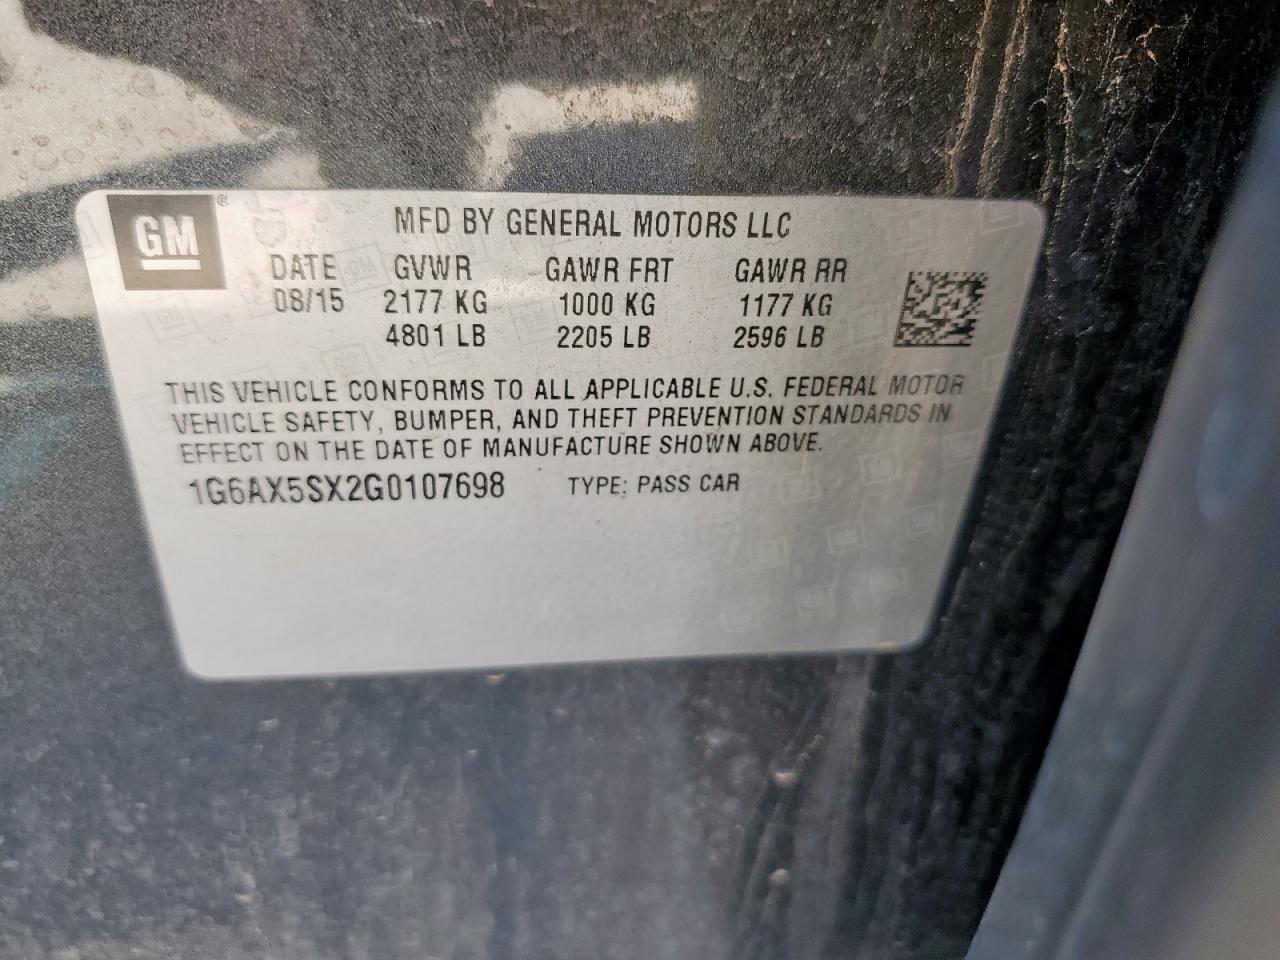 GM ®
MFD BY GENERAL MOTORS LLC
DATE GVWR GAWR FRT GAWR RR
08/15 2177 KG 1000 KG 1177 KG
4801 LB 2205 LB 2596 LB
THIS VEHICLE CONFORMS TO ALL APPLICABLE U.S. FEDERAL MOTOR
VEHICLE SAFETY, BUMPER, AND THEFT PREVENTION STANDARDS IN
EFFECT ON THE DATE OF MANUFACTURE SHOWN ABOVE.
1G6AX5SX2G0107698 TYPE: PASS CAR